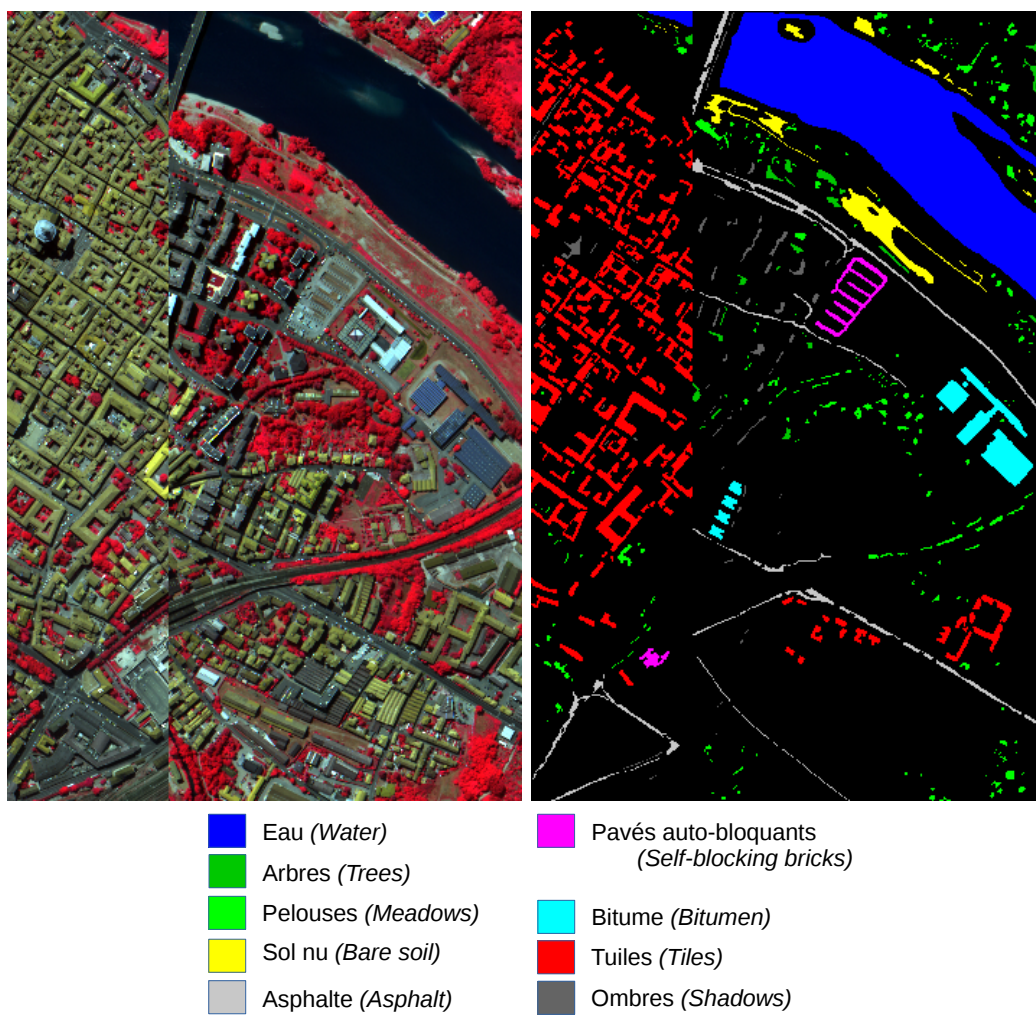 Eau (Water)
Arbres (Trees)
Pelouses (Meadows)
Sol nu (Bare soil)
Asphalte (Asphalt)
Pavés auto-bloquants
(Self-blocking bricks)
Bitume (Bitumen)
Tuiles (Tiles)
Ombres (Shadows)